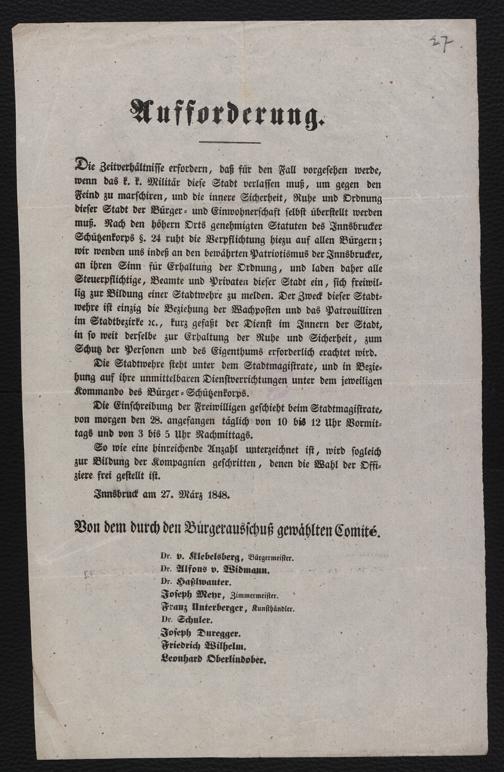 27.
Aufforderung.
Die Zeitverhältnisse erfordern, daß für den Fall vorgesehen werde,
wenn das k. k. Militär diese Stadt verlassen muß, um gegen den
Feind zu marschiren, und die innere Sicherheit, Ruhe und Ordnung
dieser Stadt der Bürger- und Einwohnerschaft selbst überstellt werden
muß. Nach den höhern Orts genehmigten Statuten des Innsbrucker
Schützenkorps §. 24 ruht die Verpflichtung hiezu auf allen Bürgern;
wir wenden uns indeß an den bewährten Patriotismus der Innsbrucker,
an ihren Sinn für Erhaltung der Ordnung, und laden daher alle
Steuerpflichtige, Beamte und Privaten dieser Stadt ein, sich freiwil-
lig zur Bildung einer Stadtwehre zu melden. Der Zweck dieser Stadt-
wehre ist einzig die Beziehung der Wachposten und das Patrouilliren
im Stadtbezirke ꝛc., kurz gefaßt der Dienst im Innern der Stadt,
in so weit derselbe zur Erhaltung der Ruhe und Sicherheit, zum
Schutz der Personen und des Eigenthums erforderlich erachtet wird.
Die Stadtwehre steht unter dem Stadtmagistrate, und in Bezie-
hung auf ihre unmittelbaren Dienstverrichtungen unter dem jeweiligen
Kommando des Bürger-Schützenkorps.
Die Einschreibung der Freiwilligen geschieht beim Stadtmagistrate,
von morgen den 28. angefangen täglich von 10 bis 12 Uhr Vormit-
tags und von 3 bis 5 Uhr Nachmittags.
So wie eine hinreichende Anzahl unterzeichnet ist, wird sogleich
zur Bildung der Kompagnien geschritten, denen die Wahl der Offi-
ziere frei gestellt ist.
Innsbruck am 27. März 1848.
Von dem durch den Bürgerausschuß gewählten Comité.
Dr. v. Klebelsberg, Bürgermeister.
Dr. Alfons v. Widmann.
Dr. Haßlwanter.
Joseph Meyr, Zimmermeister.
Franz Unterberger, Kunsthändler.
Dr. Schuler.
Joseph Duregger.
Friedrich Wilhelm.
Leonhard Oberlindober.